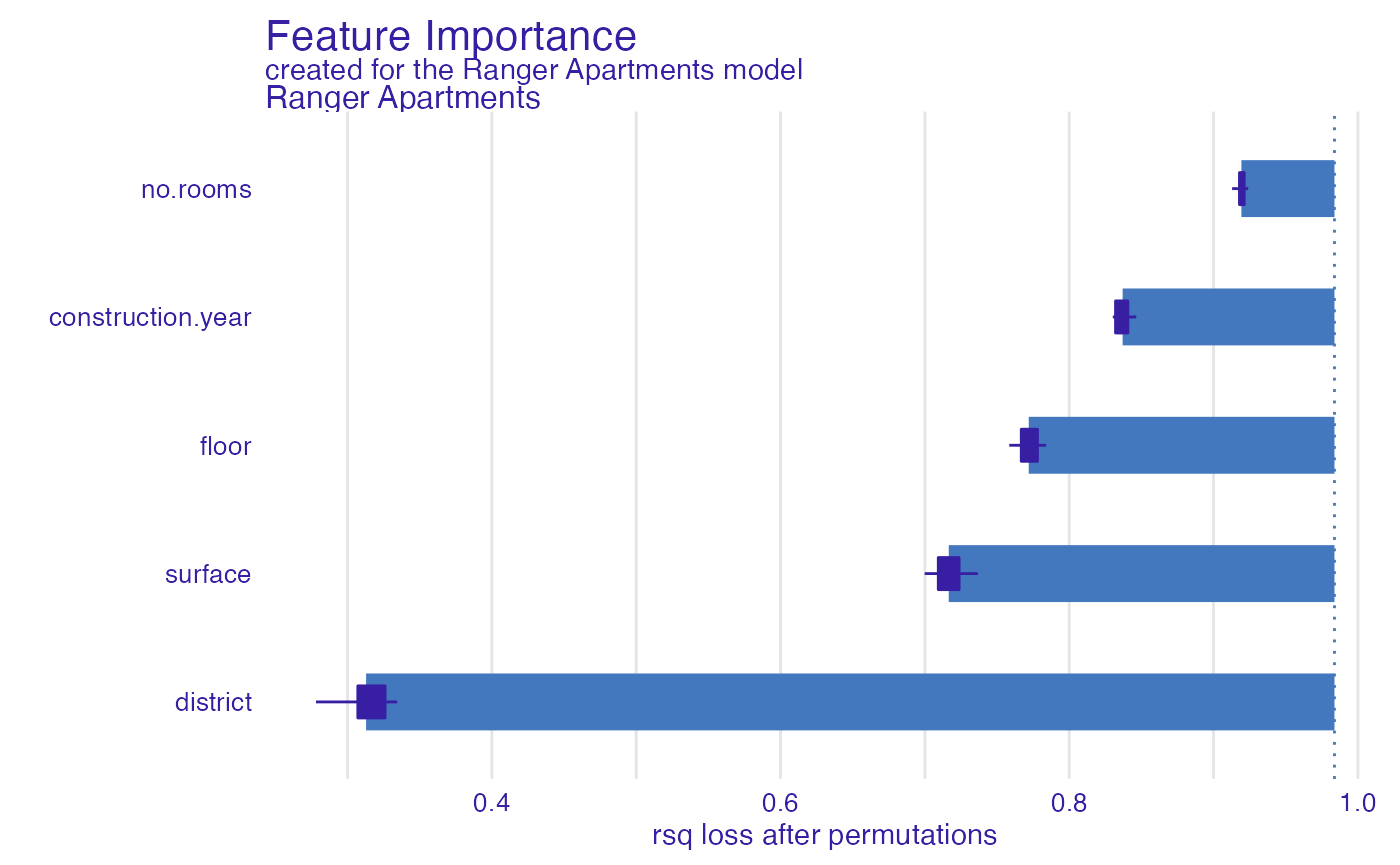 Feature Importance
created for the Ranger Apartments model
Ranger Apartments
no.rooms
construction.year
floor
surface
district
0.4 0.6 0.8 1.0
rsq loss after permutations